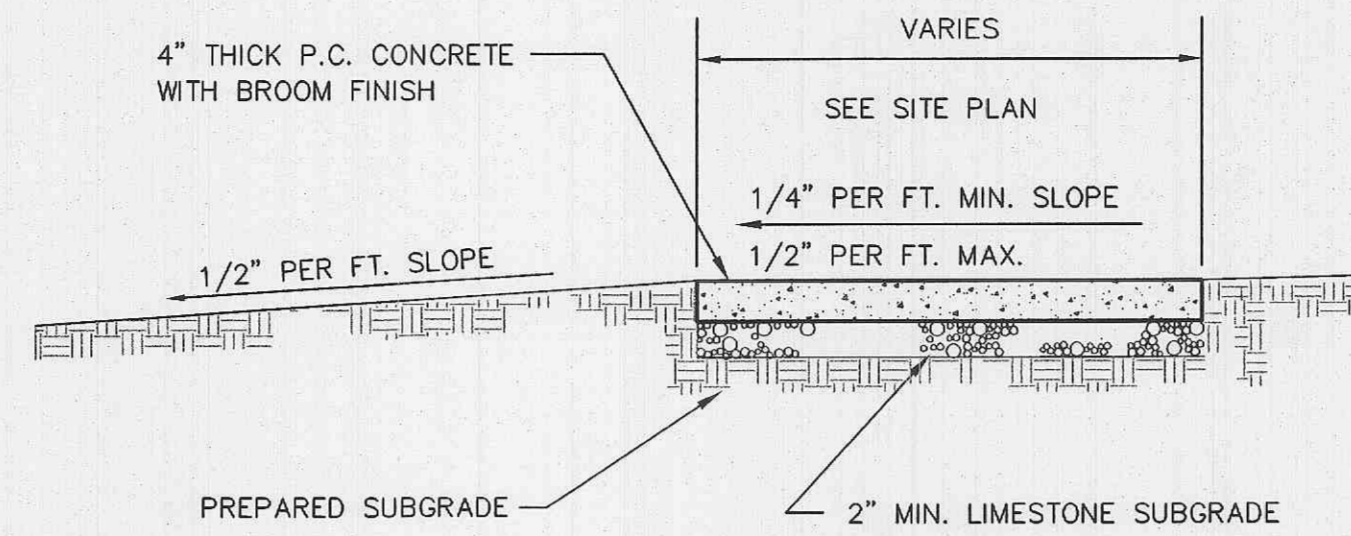 4" THICK P.C. CONCRETE
WITH BROOM FINISH
VARIES
SEE SITE PLAN
1/4" PER FT. MIN. SLOPE
1/2" PER FT. MAX.
1/2" PER FT. SLOPE
PREPARED SUBGRADE
2" MIN. LIMESTONE SUBGRADE